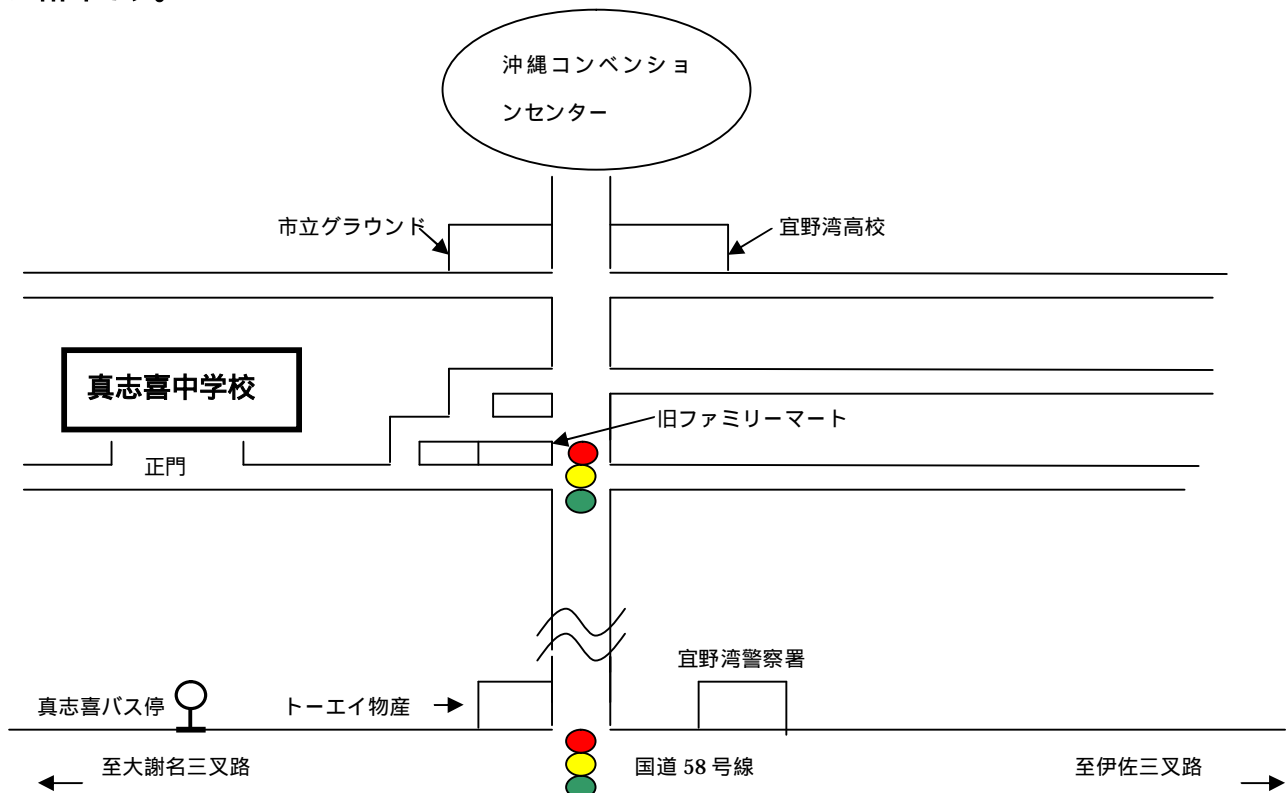 沖縄コンベンショ
ンセンター
市立グラウンド
宜野湾高校
真志喜中学校
旧ファミリーマート
正門
宜野湾警察署
真志喜バス停
トーエイ物産
至大謝名三叉路
国道 58 号線
至伊佐三叉路